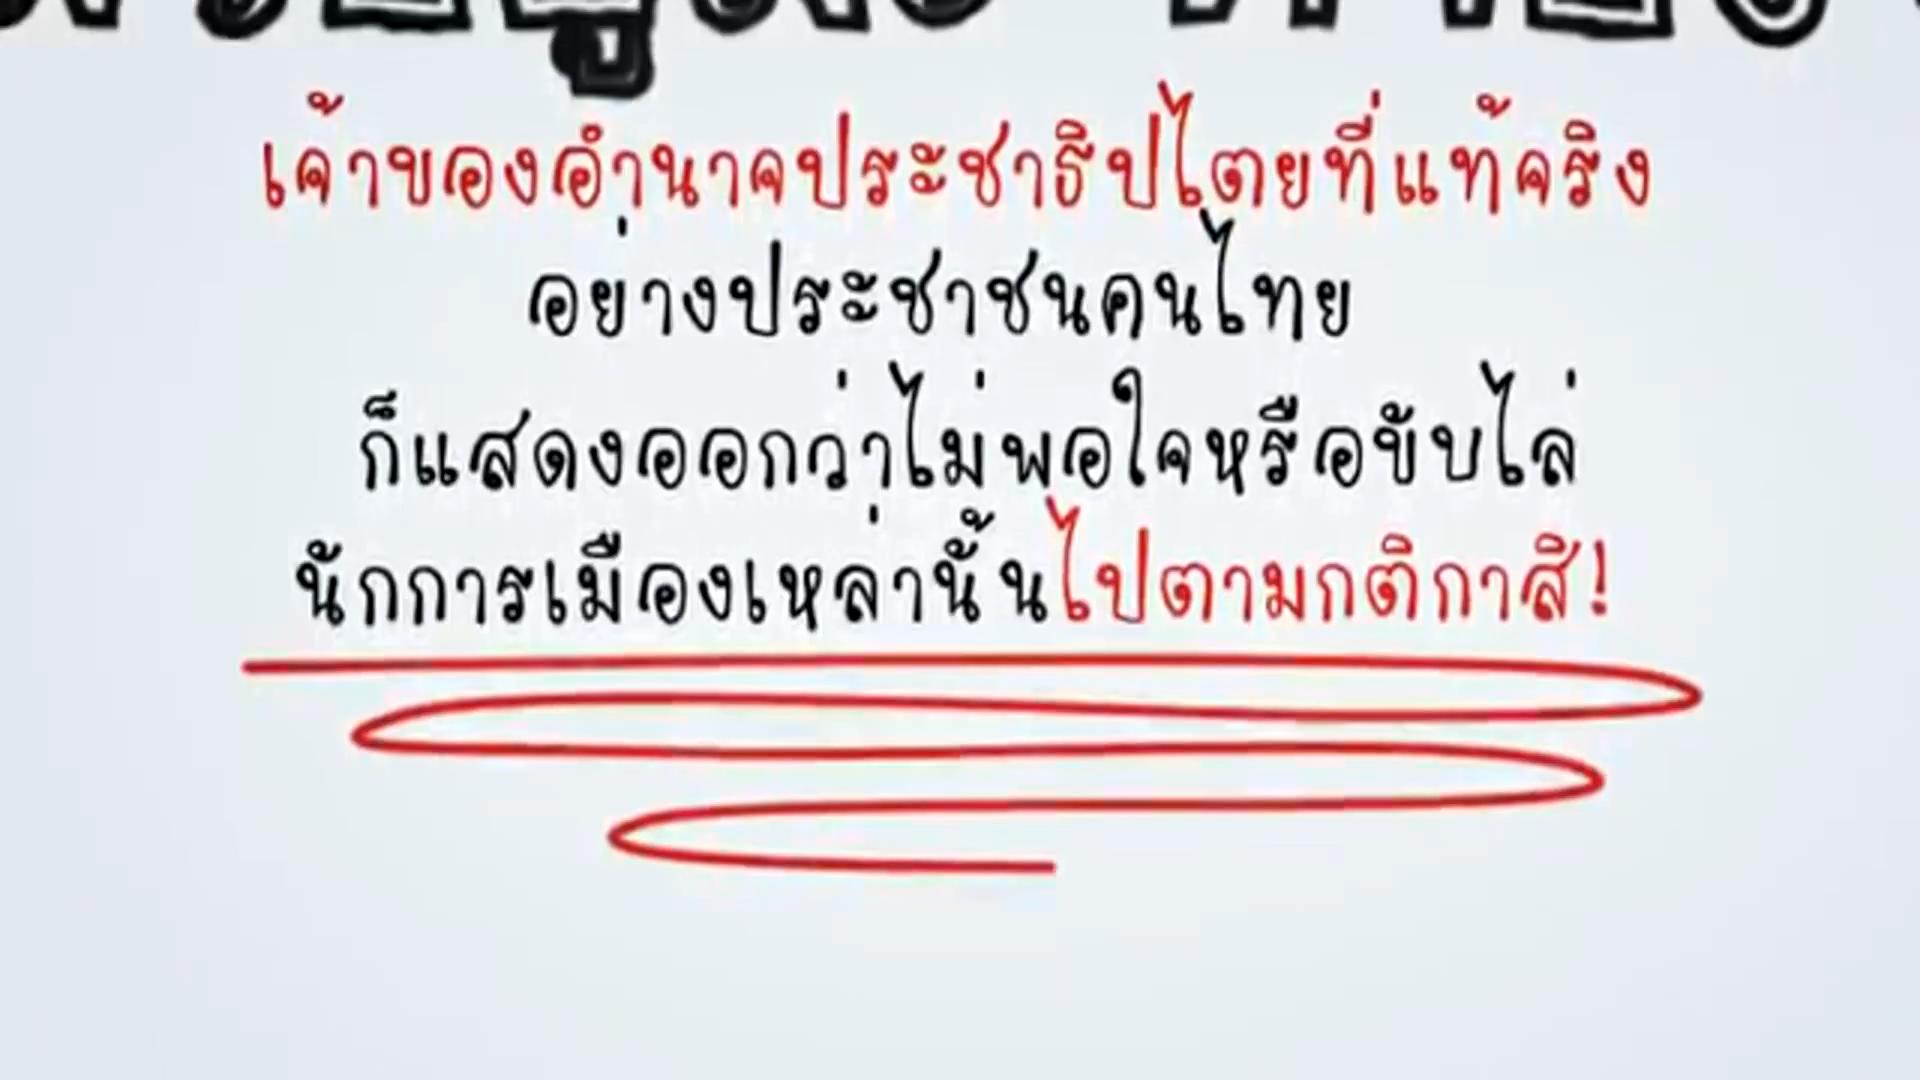 เจ้าของอำนาจประชาธิปไตยที่แท้จริง
อย่างประชาชนคนไทย
ก็แสดงออกว่าไม่พอใจหรือขับไล่
นักการเมืองเหล่านั้นไปตามกติกาสิ!